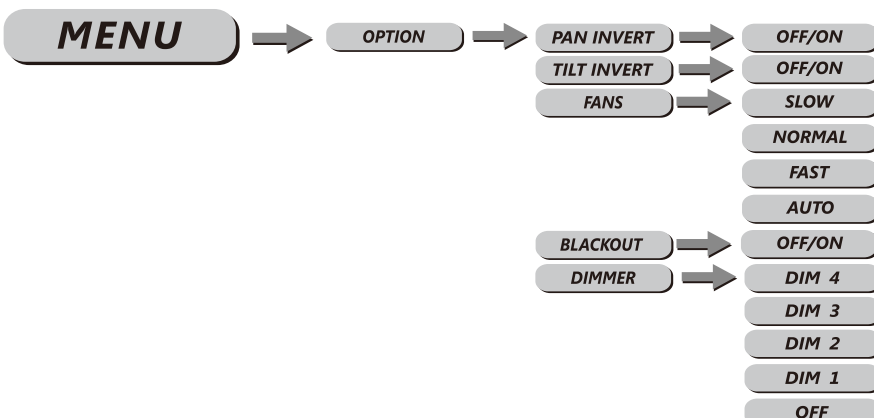 MENU
OPTION
PAN INVERT
OFF/ON
TILT INVERT
OFF/ON
FANS
SLOW
NORMAL
FAST
AUTO
BLACKOUT
OFF/ON
DIMMER
DIM 4
DIM 3
DIM 2
DIM 1
OFF